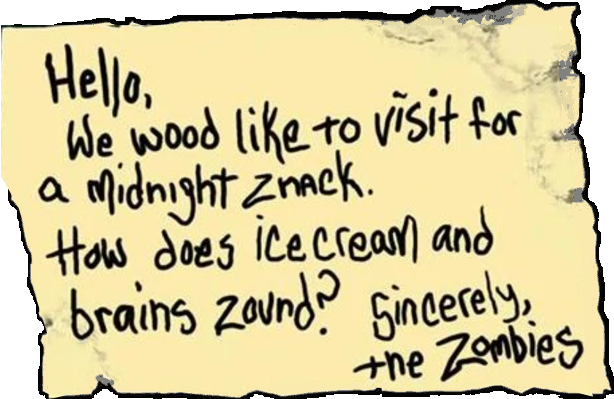 Hello,
We wood like to visit for
a midnight znack.
How does icecream and
brains zound? Sincerely,
the Zombies